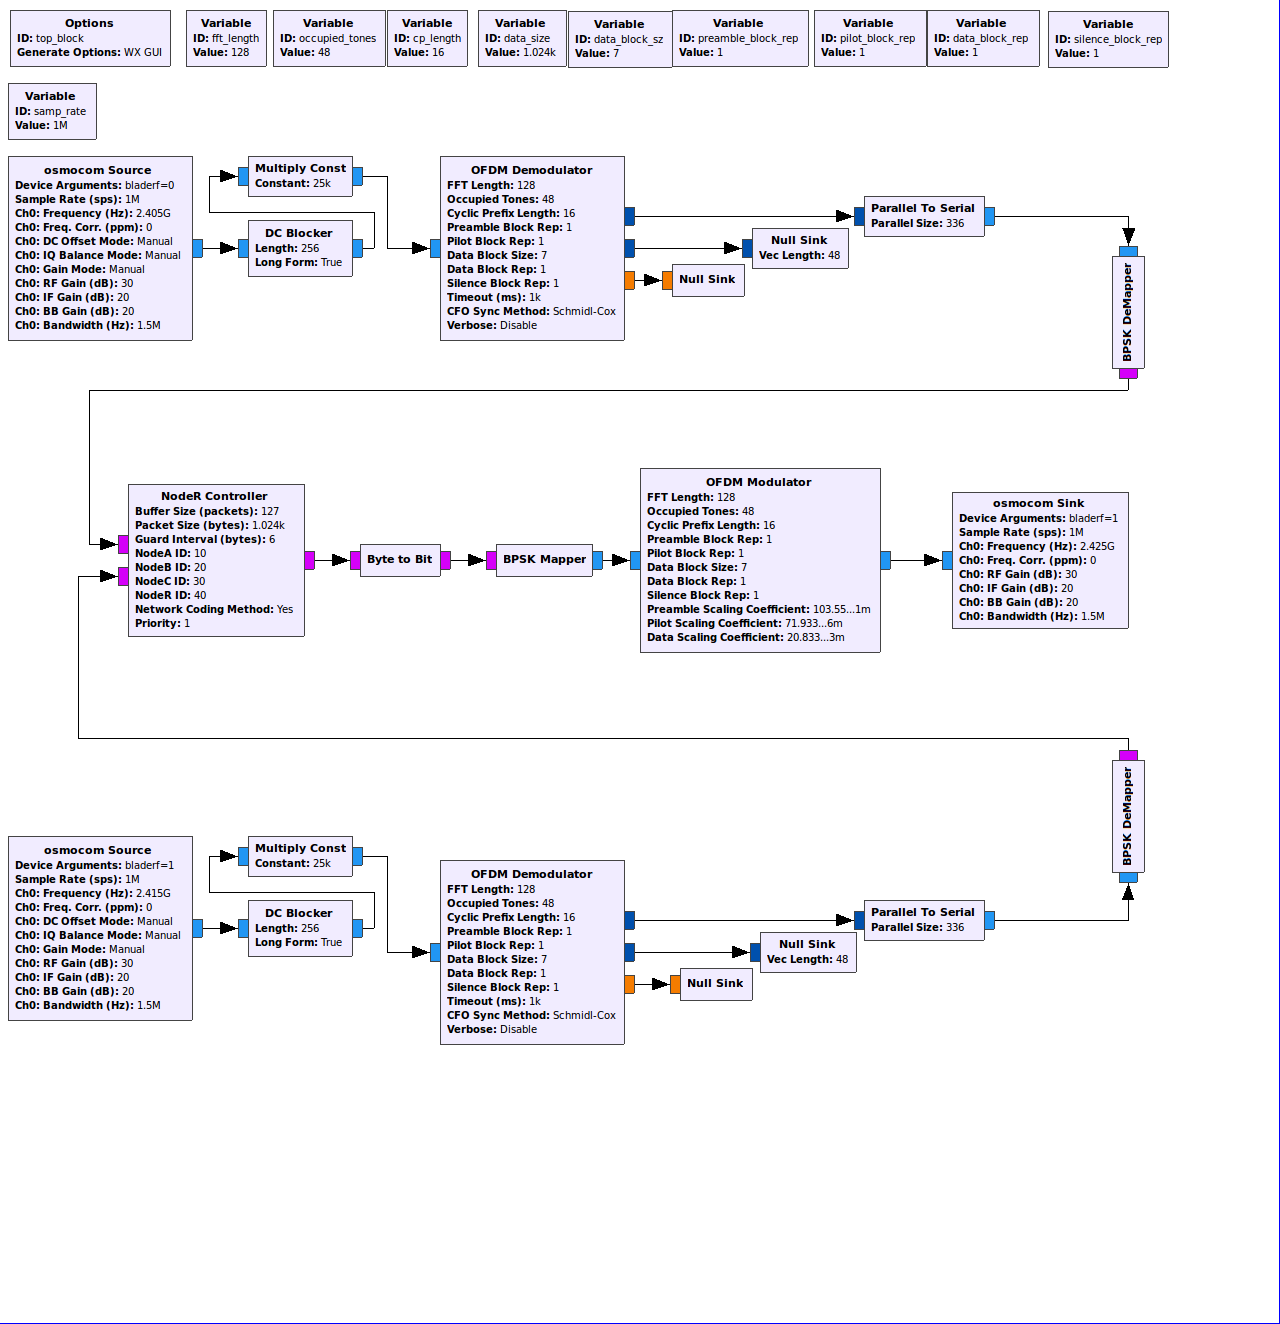 Options
ID: top_block
Generate Options: WX GUI
Variable
ID: fft_length
Value: 128
Variable
ID: occupied_tones
Value: 48
Variable
ID: cp_length
Value: 16
Variable
ID: data_size
Value: 1.024k
Variable
ID: data_block_sz
Value: 7
Variable
ID: preamble_block_rep
Value: 1
Variable
ID: pilot_block_rep
Value: 1
Variable
ID: data_block_rep
Value: 1
Variable
ID: silence_block_rep
Value: 1
Variable
ID: samp_rate
Value: 1M
osmocom Source
Device Arguments: bladerf=0
Sample Rate (sps): 1M
Ch0: Frequency (Hz): 2.405G
Ch0: Freq. Corr. (ppm): 0
Ch0: DC Offset Mode: Manual
Ch0: IQ Balance Mode: Manual
Ch0: Gain Mode: Manual
Ch0: RF Gain (dB): 30
Ch0: IF Gain (dB): 20
Ch0: BB Gain (dB): 20
Ch0: Bandwidth (Hz): 1.5M
Multiply Const
Constant: 25k
DC Blocker
Length: 256
Long Form: True
OFDM Demodulator
FFT Length: 128
Occupied Tones: 48
Cyclic Prefix Length: 16
Preamble Block Rep: 1
Pilot Block Rep: 1
Data Block Size: 7
Data Block Rep: 1
Silence Block Rep: 1
Timeout (ms): 1k
CFO Sync Method: Schmidl-Cox
Verbose: Disable
Parallel To Serial
Parallel Size: 336
Null Sink
Vec Length: 48
Null Sink
BPSK DeMapper
NodeR Controller
Buffer Size (packets): 127
Packet Size (bytes): 1.024k
Guard Interval (bytes): 6
NodeA ID: 10
NodeB ID: 20
NodeC ID: 30
NodeR ID: 40
Network Coding Method: Yes
Priority: 1
Byte to Bit
BPSK Mapper
OFDM Modulator
FFT Length: 128
Occupied Tones: 48
Cyclic Prefix Length: 16
Preamble Block Rep: 1
Pilot Block Rep: 1
Data Block Size: 7
Data Block Rep: 1
Silence Block Rep: 1
Preamble Scaling Coefficient: 103.55...1m
Pilot Scaling Coefficient: 71.933...6m
Data Scaling Coefficient: 20.833...3m
osmocom Sink
Device Arguments: bladerf=1
Sample Rate (sps): 1M
Ch0: Frequency (Hz): 2.425G
Ch0: Freq. Corr. (ppm): 0
Ch0: RF Gain (dB): 30
Ch0: IF Gain (dB): 20
Ch0: BB Gain (dB): 20
Ch0: Bandwidth (Hz): 1.5M
BPSK DeMapper
osmocom Source
Device Arguments: bladerf=1
Sample Rate (sps): 1M
Ch0: Frequency (Hz): 2.415G
Ch0: Freq. Corr. (ppm): 0
Ch0: DC Offset Mode: Manual
Ch0: IQ Balance Mode: Manual
Ch0: Gain Mode: Manual
Ch0: RF Gain (dB): 30
Ch0: IF Gain (dB): 20
Ch0: BB Gain (dB): 20
Ch0: Bandwidth (Hz): 1.5M
Multiply Const
Constant: 25k
DC Blocker
Length: 256
Long Form: True
OFDM Demodulator
FFT Length: 128
Occupied Tones: 48
Cyclic Prefix Length: 16
Preamble Block Rep: 1
Pilot Block Rep: 1
Data Block Size: 7
Data Block Rep: 1
Silence Block Rep: 1
Timeout (ms): 1k
CFO Sync Method: Schmidl-Cox
Verbose: Disable
Parallel To Serial
Parallel Size: 336
Null Sink
Vec Length: 48
Null Sink